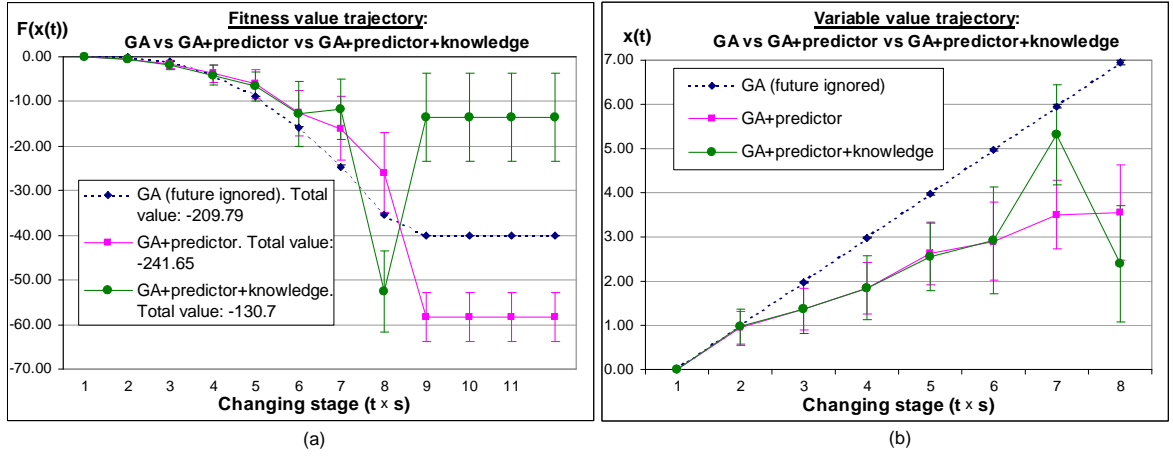 Fitness value trajectory:
GA vs GA+predictor vs GA+predictor+knowledge
F(x(t))
0.00
-10.00
-20.00
-30.00
-40.00
-50.00
-60.00
-70.00
GA (future ignored). Total
value: -209.79
GA+predictor. Total value:
-241.65
GA+predictor+knowledge.
Total value: -130.7
1 2 3 4 5 6 7 8 9 10 11
Changing stage (t x s)
(a)
Variable value trajectory:
GA vs GA+predictor vs GA+predictor+knowledge
x(t)
7.00
6.00
5.00
4.00
3.00
2.00
1.00
0.00
GA (future ignored)
GA+predictor
GA+predictor+knowledge
1 2 3 4 5 6 7 8
Changing stage (t x s)
(b)